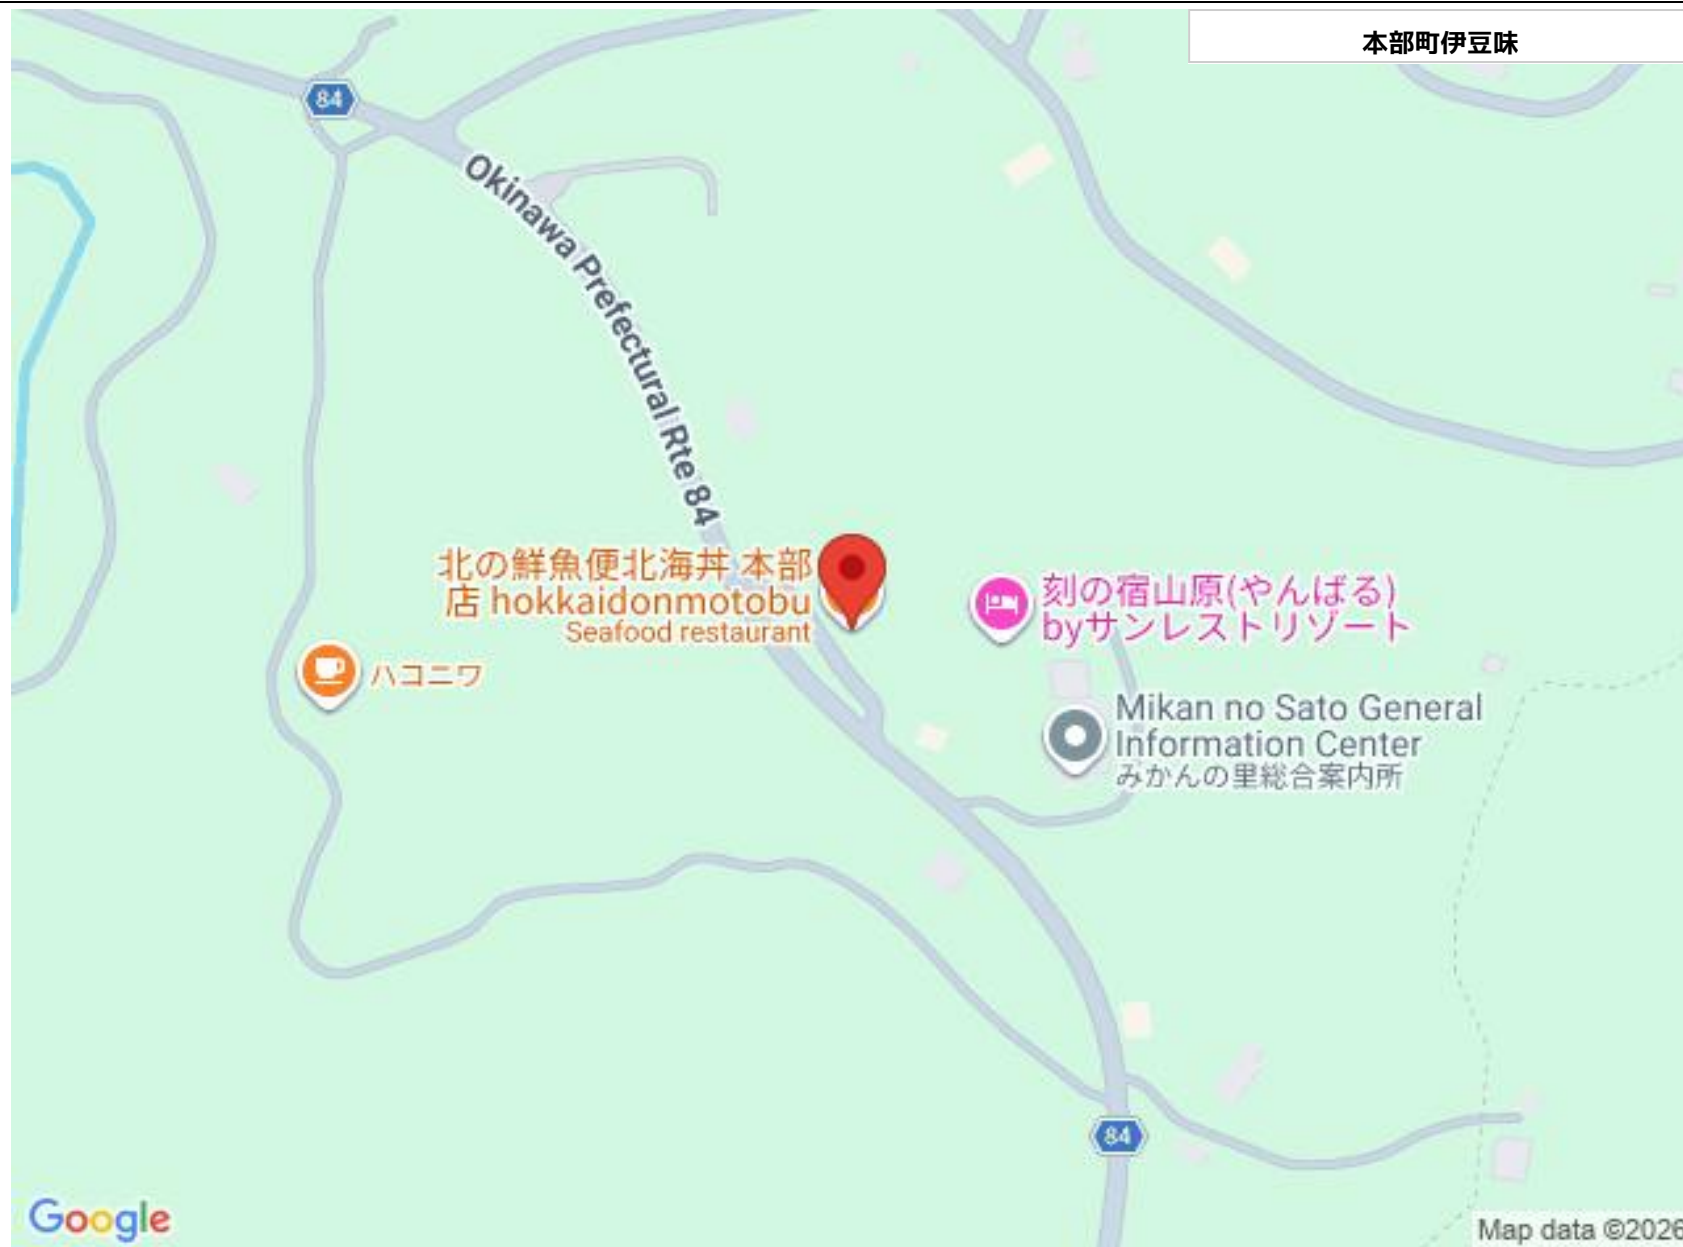 本部町伊豆味
84
Okinawa Prefectural Rte 84
北の鮮魚便北海丼 本部
店 hokkaidonmotobu
Seafood restaurant
刻の宿山原(やんばる)
byサンレストリゾート
ハコニワ
Mikan no Sato General
Information Center
みかんの里総合案内所
84
Google
Map data ©2026